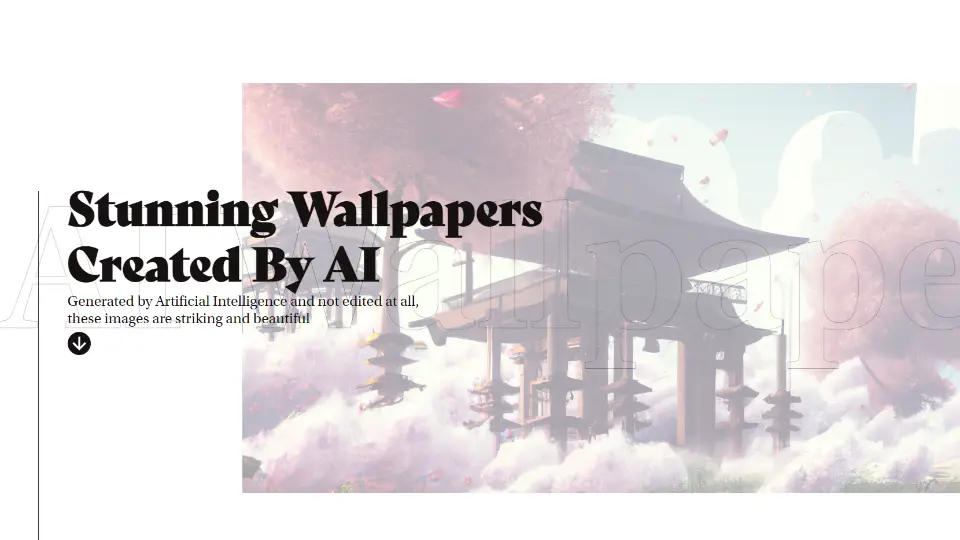 Stunning Wallpapers
Created By AI
Generated by Artificial Intelligence and not edited at all,
these images are striking and beautiful
AI Wallpape